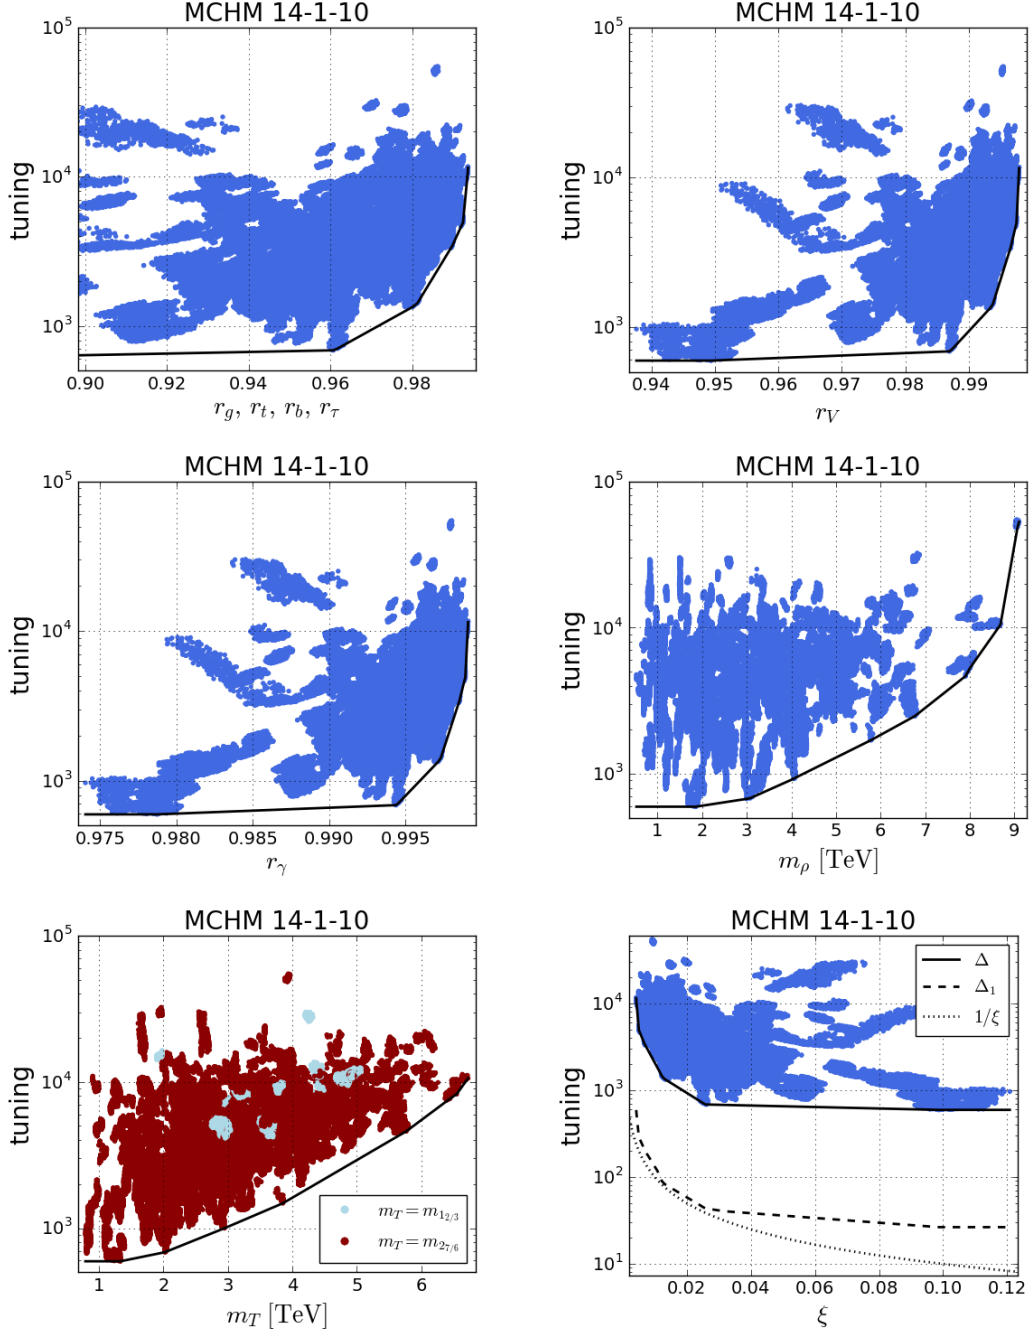 MCHM 14-1-10
10^5
10^4
10^3
tuning
0.90 0.92 0.94 0.96 0.98
r_g, r_t, r_b, r_τ
MCHM 14-1-10
10^5
10^4
10^3
tuning
0.94 0.95 0.96 0.97 0.98 0.99
r_V
MCHM 14-1-10
10^5
10^4
10^3
tuning
0.975 0.980 0.985 0.990 0.995
r_γ
MCHM 14-1-10
10^5
10^4
10^3
tuning
1 2 3 4 5 6 7 8 9
m_ρ [TeV]
MCHM 14-1-10
10^5
10^4
10^3
tuning
m_T = m_{1_{2/3}}
m_T = m_{2_{7/6}}
1 2 3 4 5 6
m_T [TeV]
MCHM 14-1-10
10^4
10^3
10^2
10^1
tuning
Δ
Δ_1
1/ξ
0.02 0.04 0.06 0.08 0.10 0.12
ξ